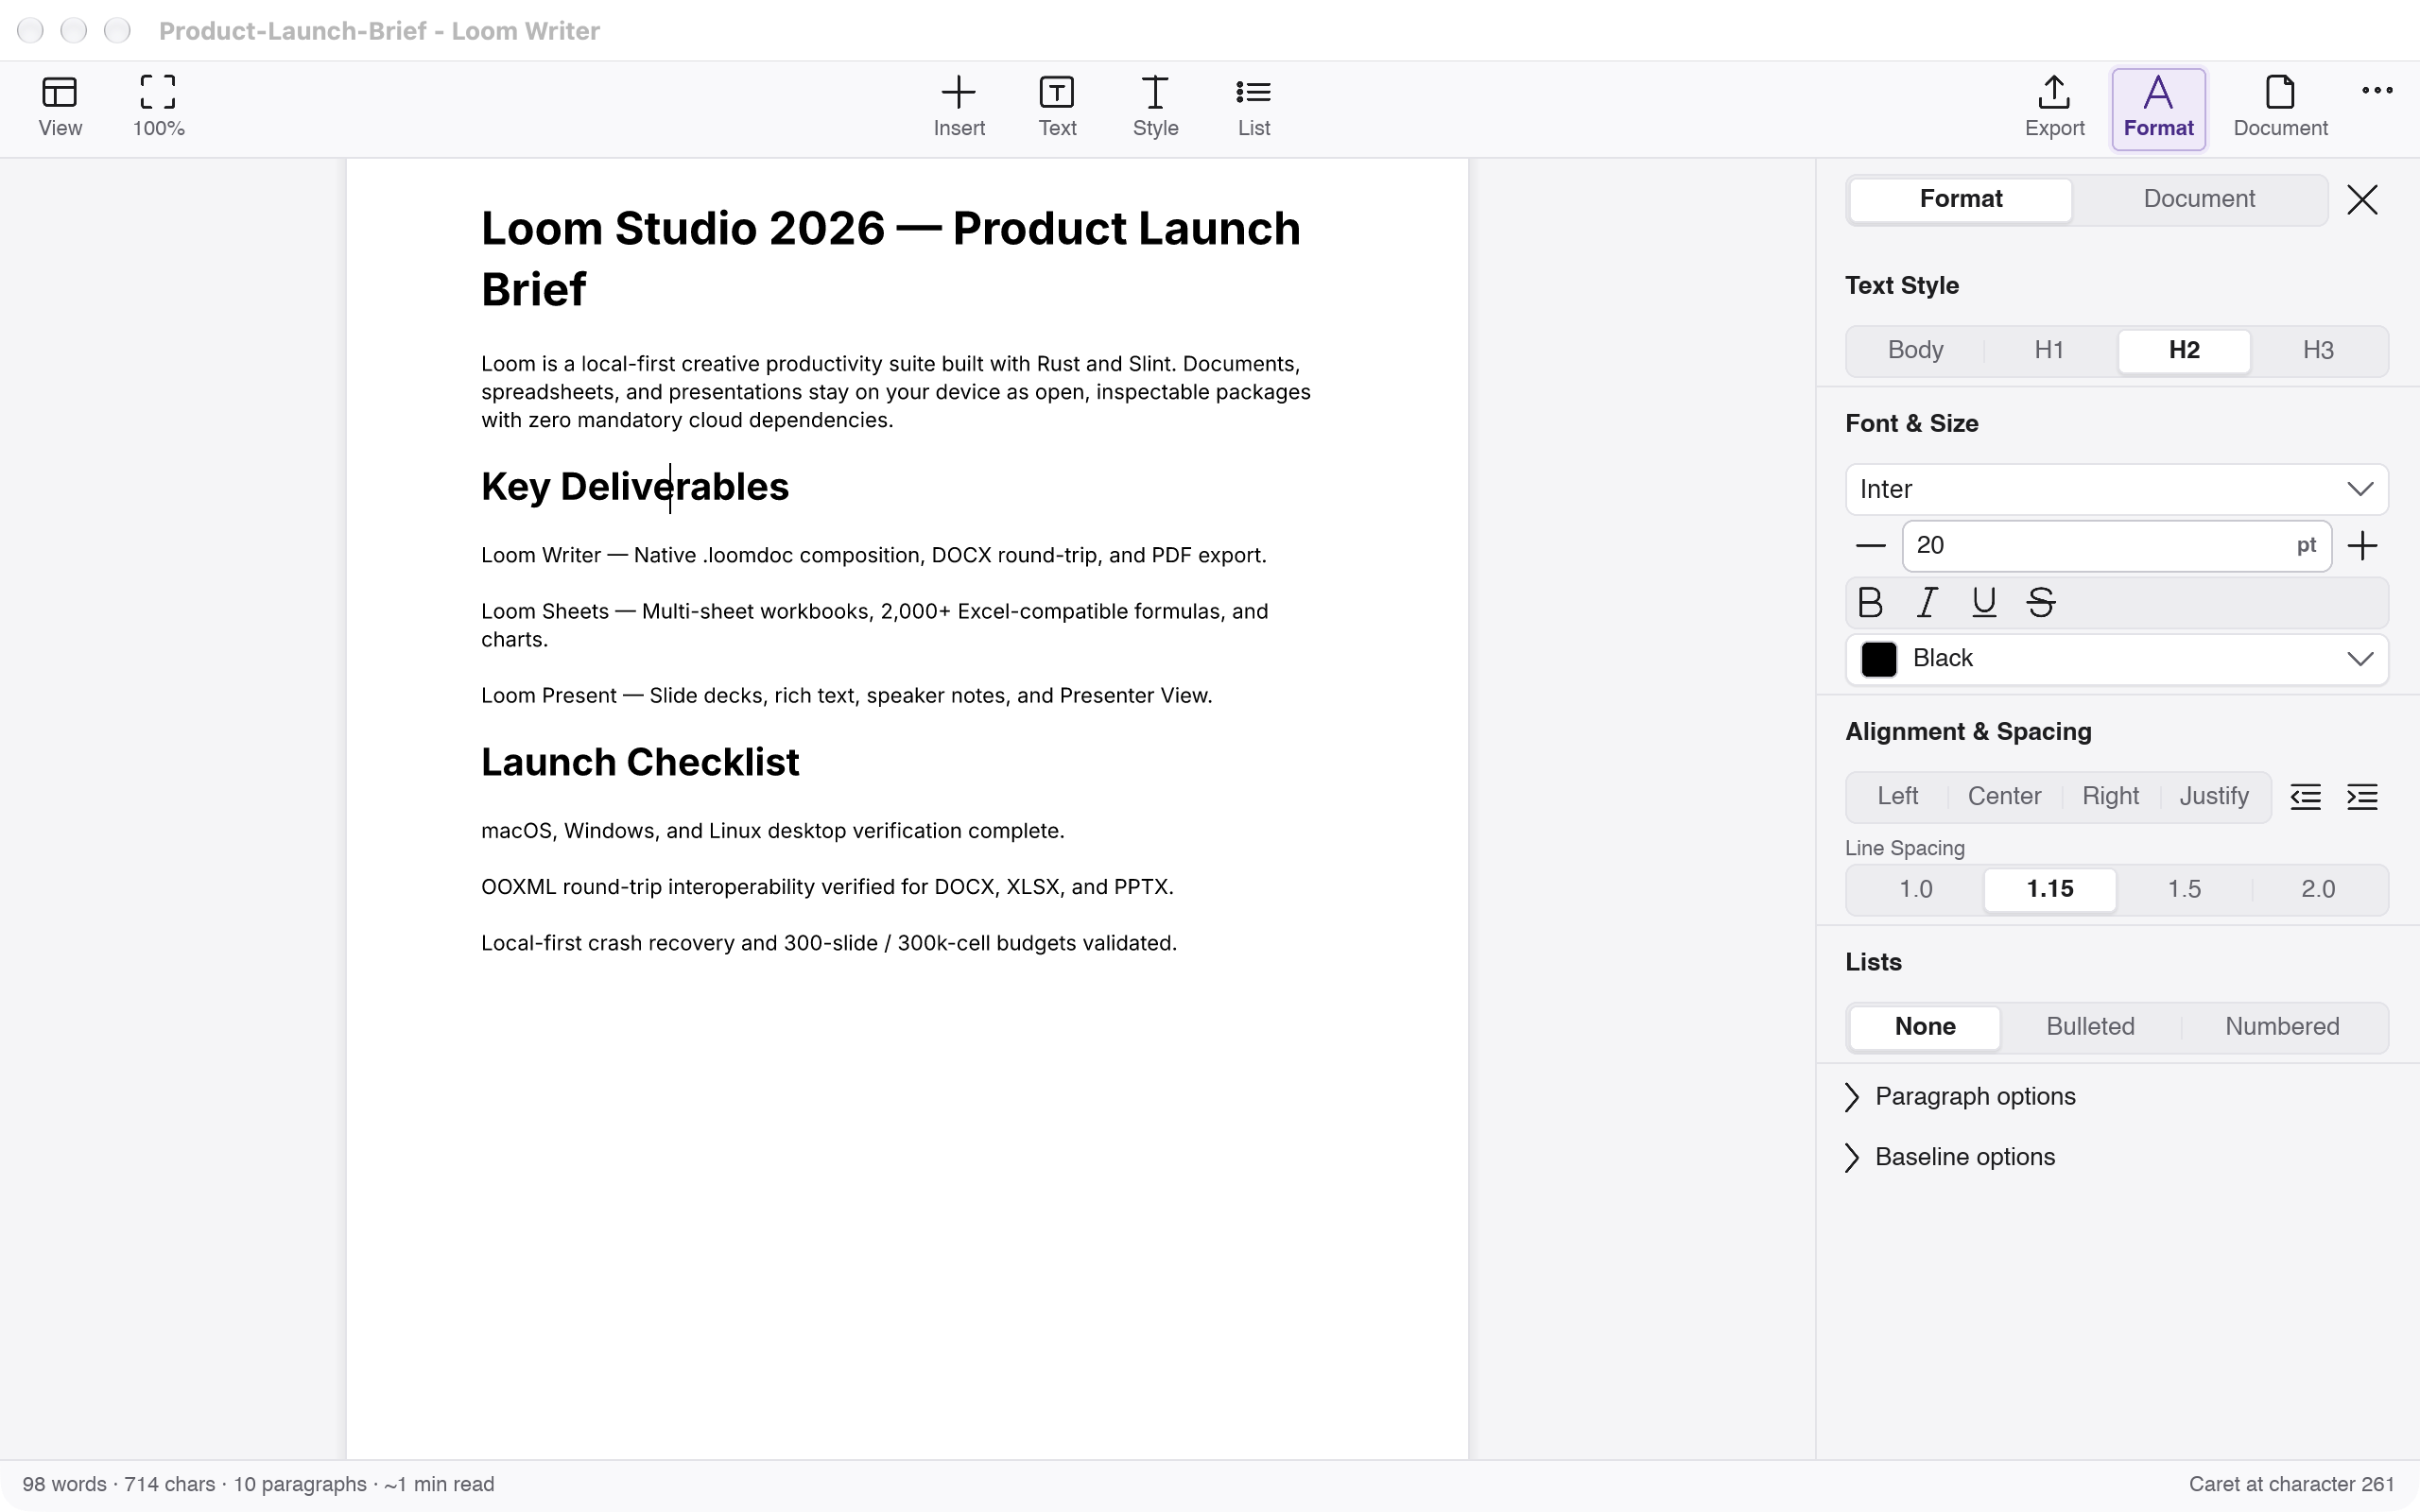 Product-Launch-Brief - Loom Writer
View
100%
Insert
Text
Style
List
Export
Format
Document
Loom Studio 2026 — Product Launch
Brief
Loom is a local-first creative productivity suite built with Rust and Slint. Documents,
spreadsheets, and presentations stay on your device as open, inspectable packages
with zero mandatory cloud dependencies.
Key Deliverables
Loom Writer — Native .loomdoc composition, DOCX round-trip, and PDF export.
Loom Sheets — Multi-sheet workbooks, 2,000+ Excel-compatible formulas, and
charts.
Loom Present — Slide decks, rich text, speaker notes, and Presenter View.
Launch Checklist
macOS, Windows, and Linux desktop verification complete.
OOXML round-trip interoperability verified for DOCX, XLSX, and PPTX.
Local-first crash recovery and 300-slide / 300k-cell budgets validated.
Format
Document
Text Style
Body
H1
H2
H3
Font & Size
Inter
20
pt
B I U S
Black
Alignment & Spacing
Left
Center
Right
Justify
Line Spacing
1.0
1.15
1.5
2.0
Lists
None
Bulleted
Numbered
Paragraph options
Baseline options
98 words · 714 chars · 10 paragraphs · ~1 min read
Caret at character 261